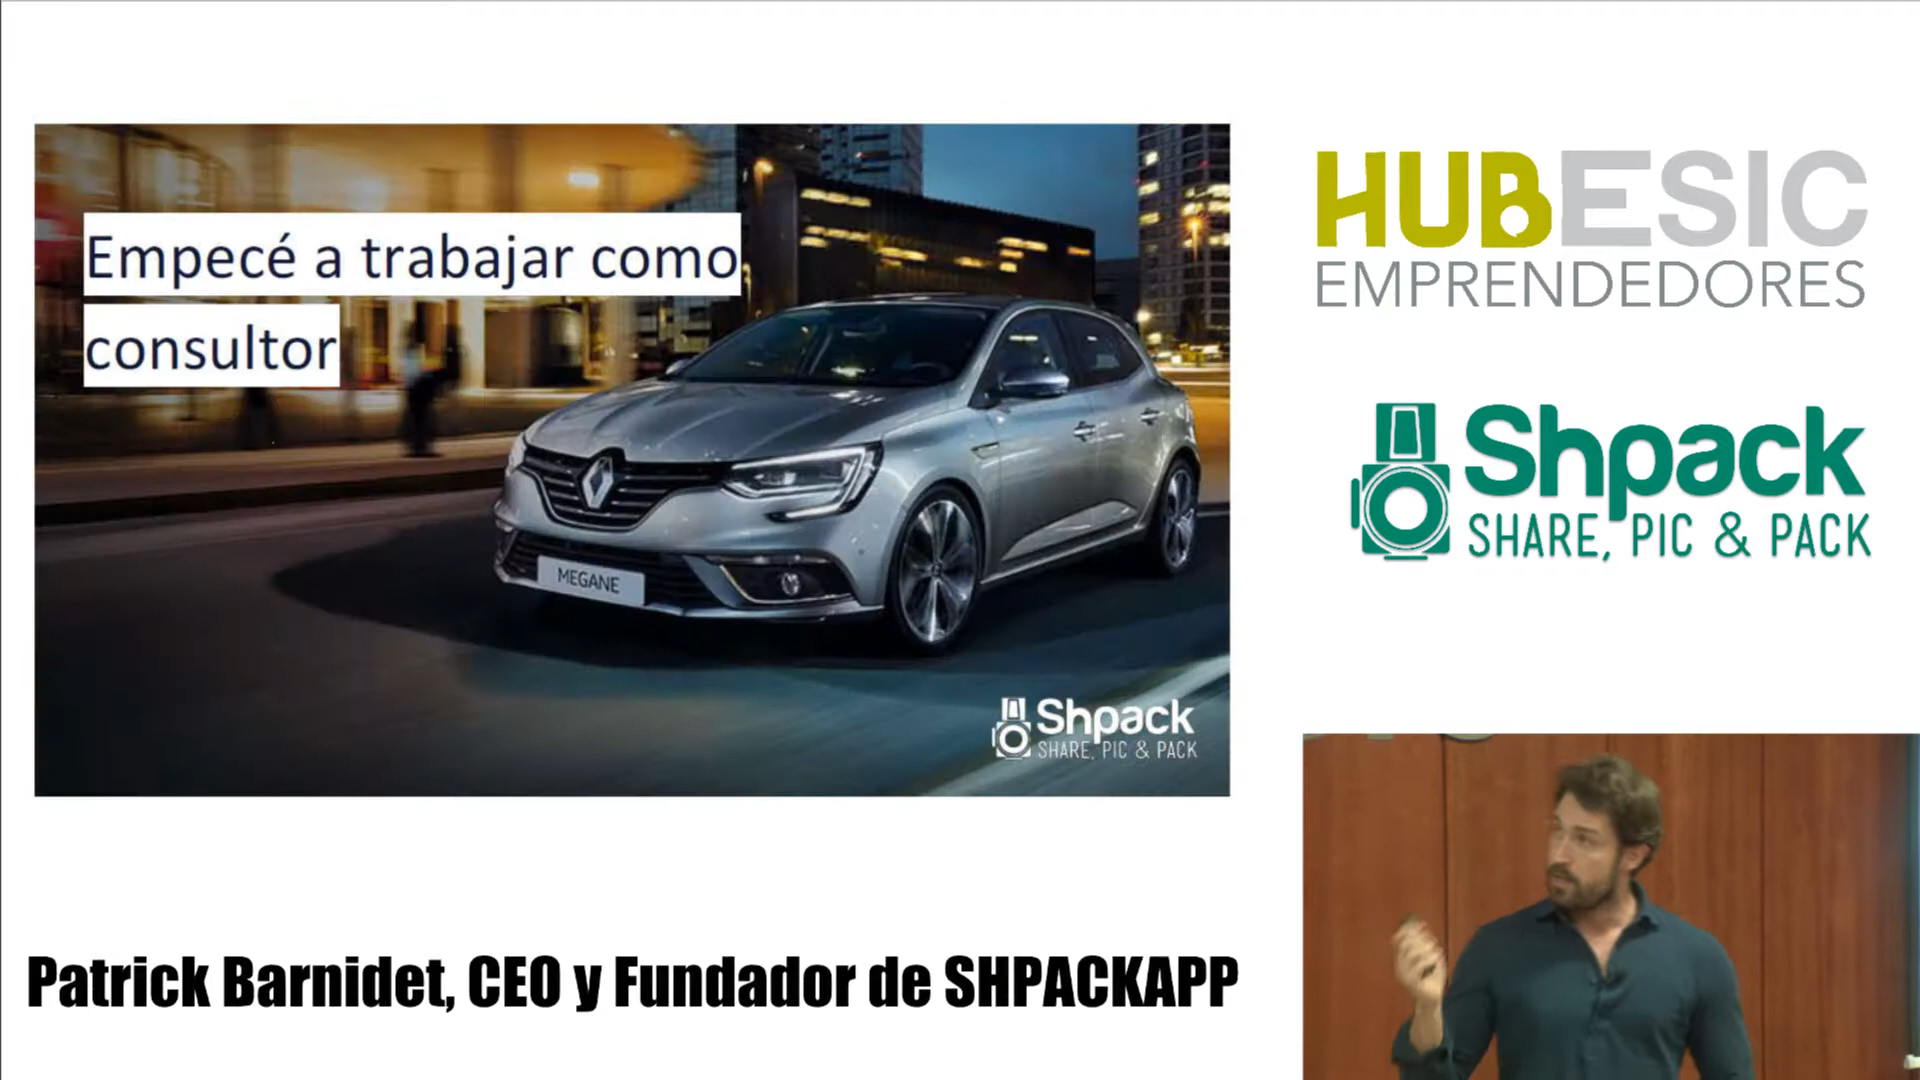 Empecé a trabajar como
consultor
MEGANE
Shpack
SHARE, PIC & PACK
HUBESIC
EMPRENDEDORES
Shpack
SHARE, PIC & PACK
Patrick Barnidet, CEO y Fundador de SHPACKAPP